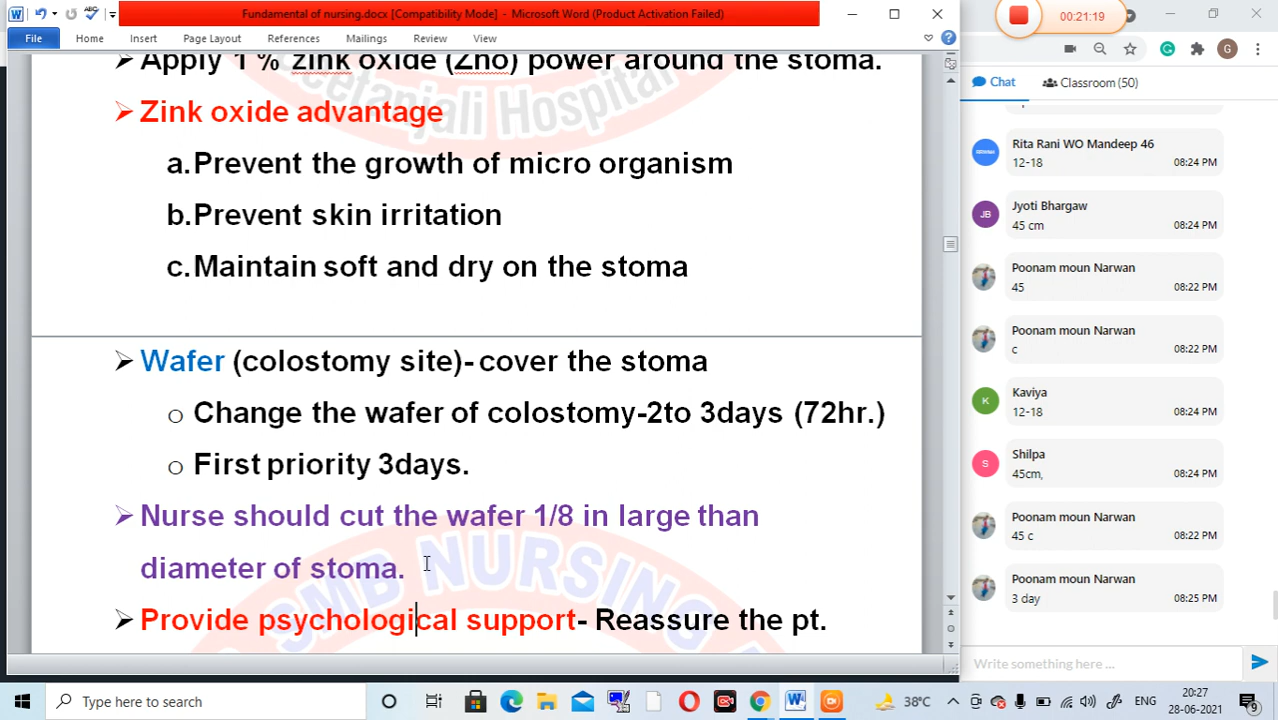 Fundamental of nursing.docx [Compatibility Mode] - Microsoft Word (Product Activation Failed)
00:21:19
File Home Insert Page Layout References Mailings Review View
G
Apply 1% zink oxide (Zno) power around the stoma.
Geetanjali Hospital
Zink oxide advantage
a.Prevent the growth of micro organism
b.Prevent skin irritation
c.Maintain soft and dry on the stoma
Wafer (colostomy site)-cover the stoma
o Change the wafer of colostomy-2to 3days (72hr.)
o First priority 3days.
Nurse should cut the wafer 1/8 in large than
diameter of stoma.
SMB NURSING
Provide psychological support- Reassure the pt.
Chat Classroom (50)
Rita Rani WO Mandeep 46
12-18 08:24 PM
JB
Jyoti Bhargaw
45 cm 08:24 PM
Poonam moun Narwan
45 08:22 PM
Poonam moun Narwan
c 08:22 PM
K
Kaviya
12-18 08:24 PM
S
Shilpa
45cm, 08:24 PM
Poonam moun Narwan
45 c 08:22 PM
Poonam moun Narwan
3 day 08:25 PM
Write something here ...
Type here to search
38°C
ENG
20:27
28-06-2021
9